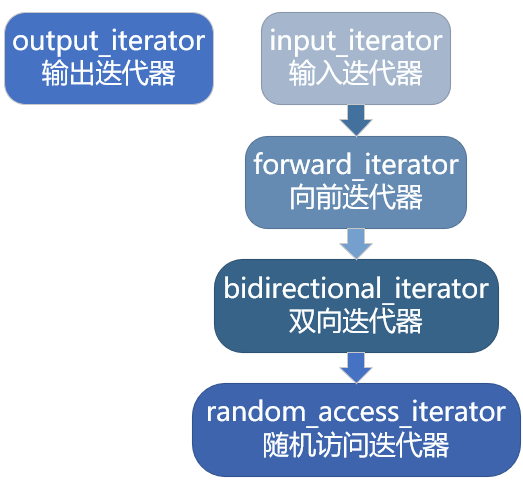 output_iterator
输出迭代器
input_iterator
输入迭代器
forward_iterator
向前迭代器
bidirectional_iterator
双向迭代器
random_access_iterator
随机访问迭代器